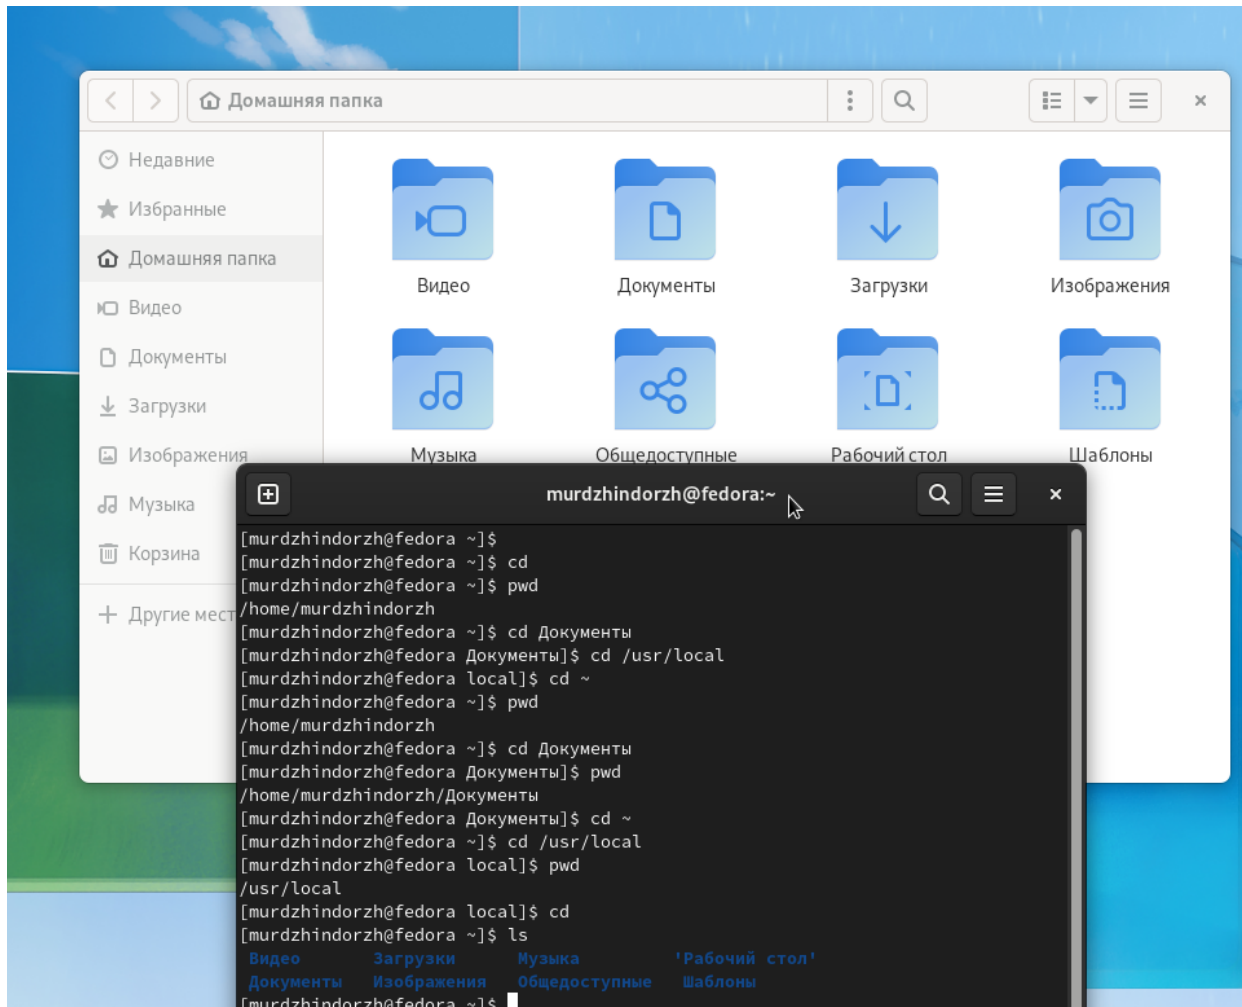 Домашняя папка
Недавние
Избранные
Домашняя папка
Видео
Документы
Загрузки
Изображения
Музыка
Корзина
Другие мест
Видео Документы Загрузки Изображения
Музыка Общедоступные Рабочий стол Шаблоны
murdzhindorzh@fedora:~
[murdzhindorzh@fedora ~]$
[murdzhindorzh@fedora ~]$ cd
[murdzhindorzh@fedora ~]$ pwd
/home/murdzhindorzh
[murdzhindorzh@fedora ~]$ cd Документы
[murdzhindorzh@fedora Документы]$ cd /usr/local
[murdzhindorzh@fedora local]$ cd ~
[murdzhindorzh@fedora ~]$ pwd
/home/murdzhindorzh
[murdzhindorzh@fedora ~]$ cd Документы
[murdzhindorzh@fedora Документы]$ pwd
/home/murdzhindorzh/Документы
[murdzhindorzh@fedora Документы]$ cd ~
[murdzhindorzh@fedora ~]$ cd /usr/local
[murdzhindorzh@fedora local]$ pwd
/usr/local
[murdzhindorzh@fedora local]$ cd
[murdzhindorzh@fedora ~]$ ls
Видео Загрузки Музыка 'Рабочий стол'
Документы Изображения Общедоступные Шаблоны
[murdzhindorzh@fedora ~]$